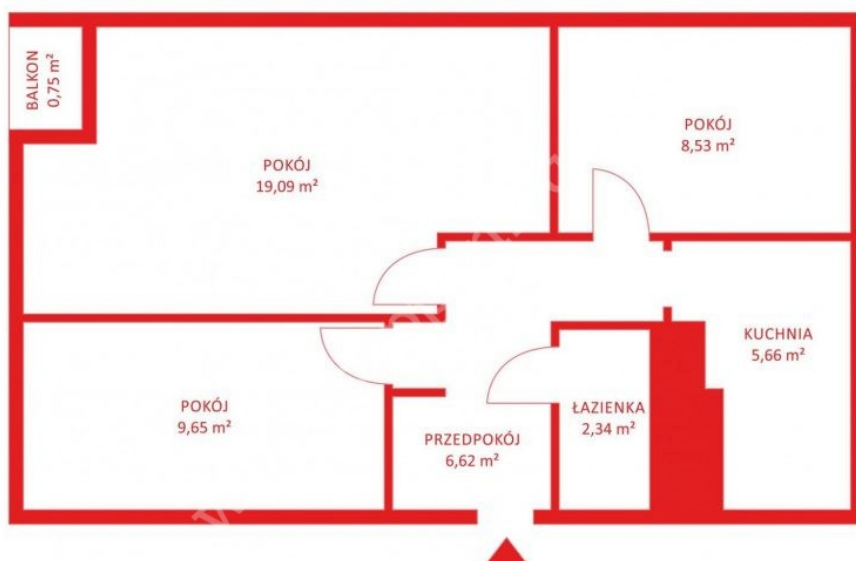 BALKON
0,75 m²
POKÓJ
19,09 m²
POKÓJ
8,53 m²
KUCHNIA
5,66 m²
POKÓJ
9,65 m²
ŁAZIENKA
2,34 m²
PRZEDPOKÓJ
6,62 m²